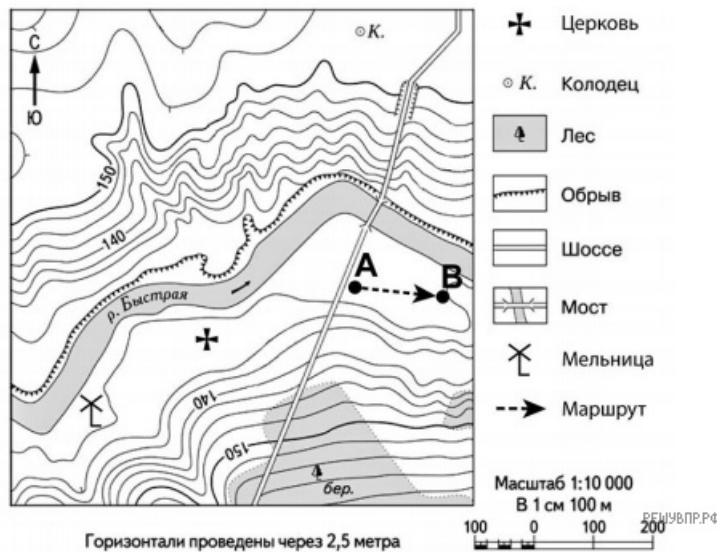 С
Ю
К.
150
140
р. Быстрая
А
В
140
150
бер.
Церковь
К.
Колодец
Лес
Обрыв
Шоссе
Мост
Мельница
Маршрут
Масштаб 1:10 000
В 1 см 100 м
РЕШУВПР.РФ
100 0 100 200
Горизонтали проведены через 2,5 метра